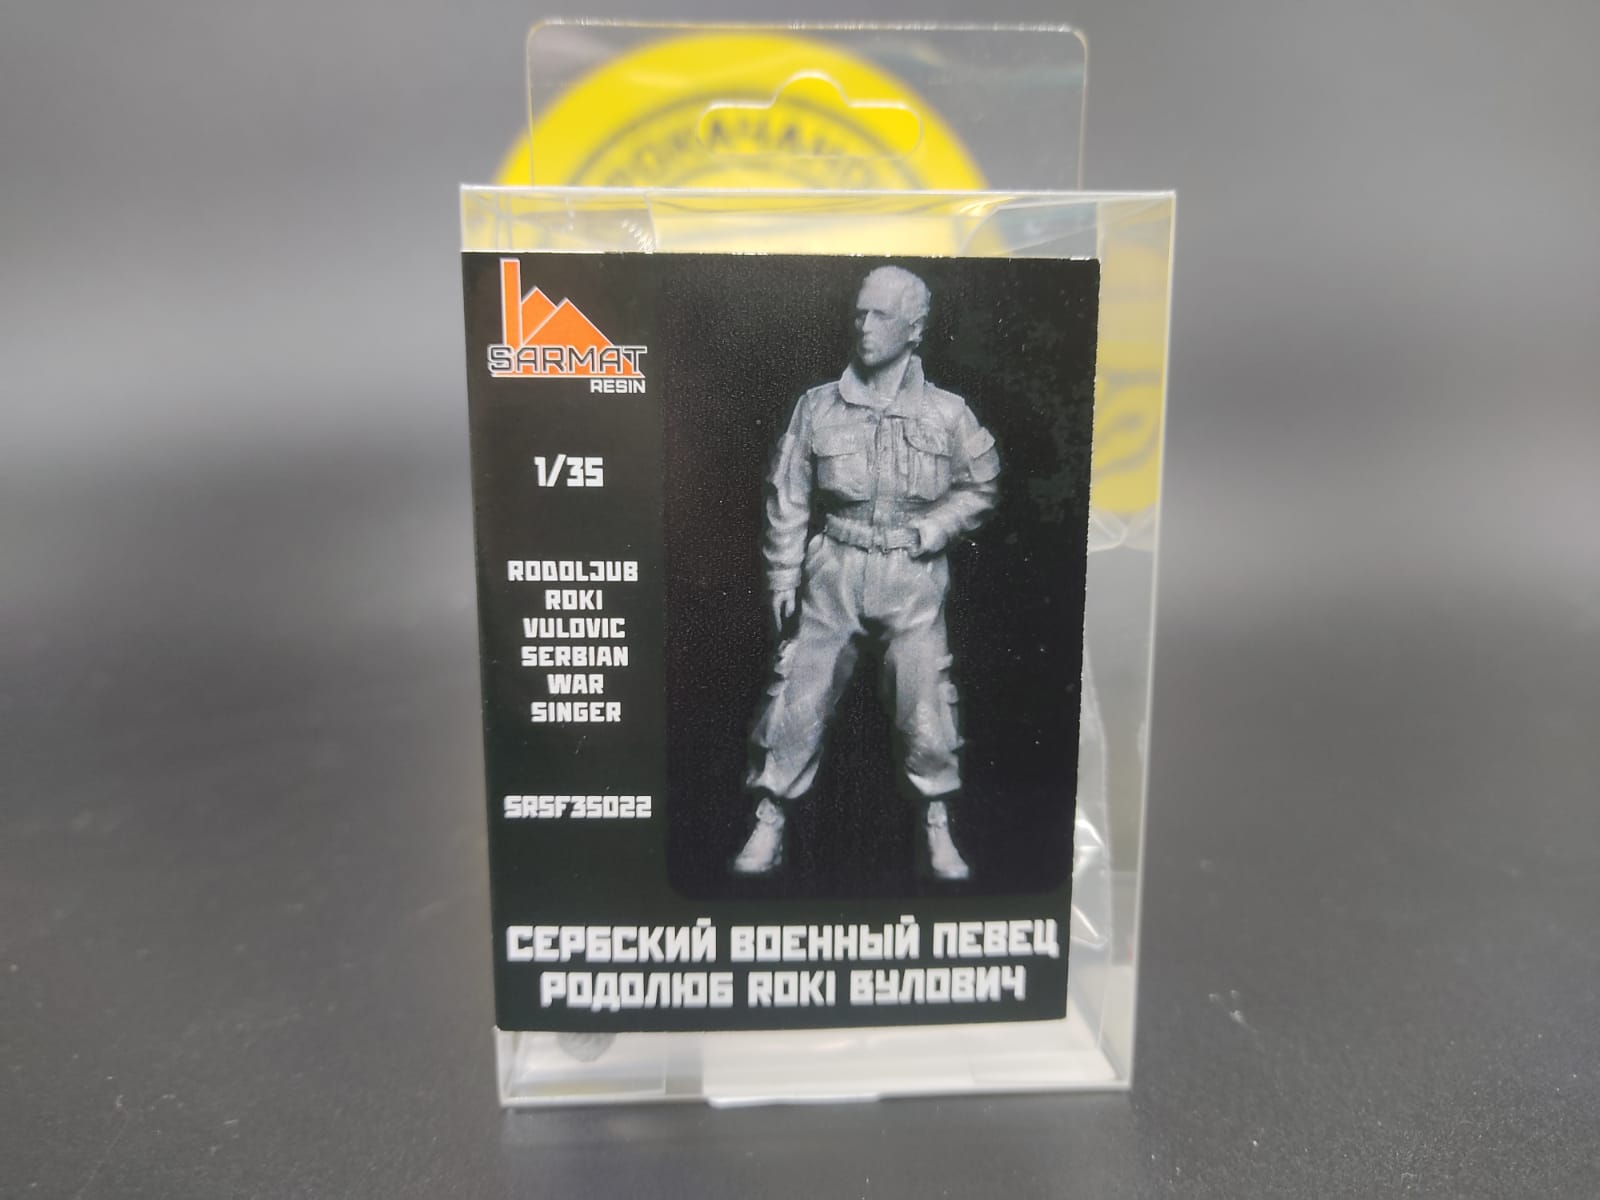 SARMAT
RESIN
1/35
RODOLJUB
ROKI
VULOVIC
SERBIAN
WAR
SINGER
SRSF35022
СЕРБСКИЙ ВОЕННЫЙ ПЕВЕЦ
РОДОЛЮБ ROKI ВУЛОВИЧ